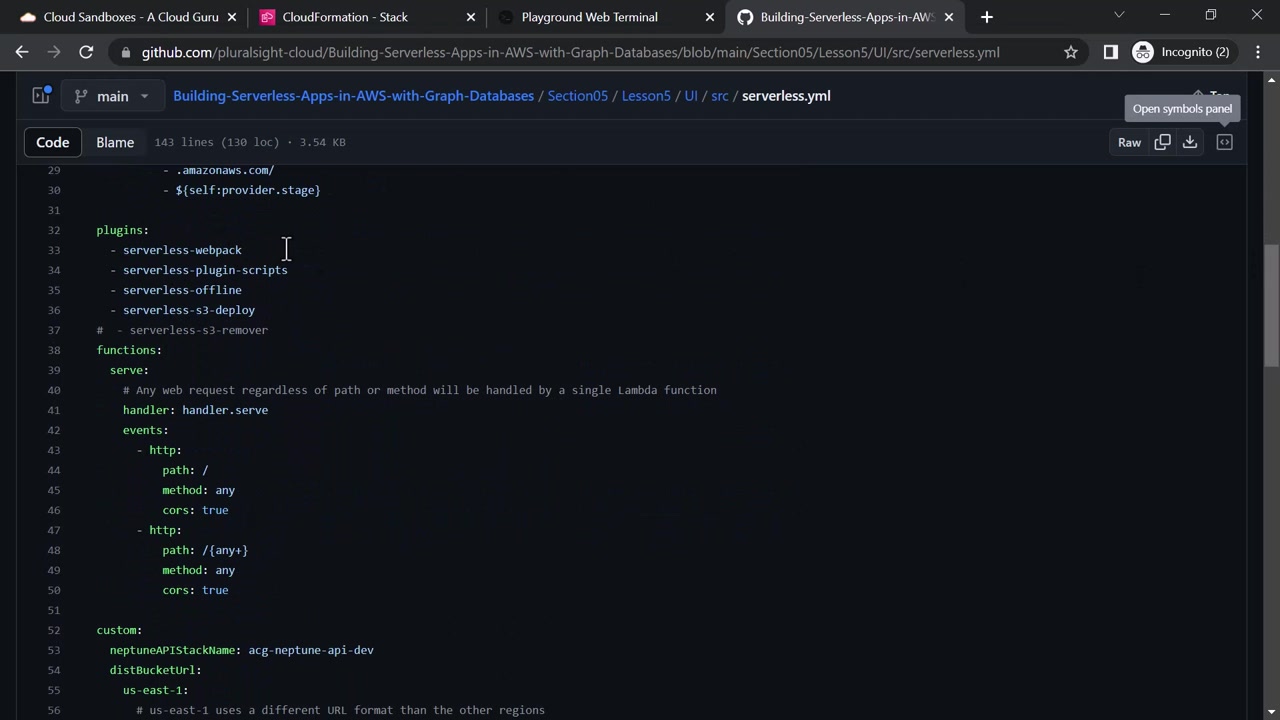 Cloud Sandboxes - A Cloud Guru
CloudFormation - Stack
Playground Web Terminal
Building-Serverless-Apps-in-AWS
github.com/pluralsight-cloud/Building-Serverless-Apps-in-AWS-with-Graph-Databases/blob/main/Section05/Lesson5/UI/src/serverless.yml
Incognito (2)
main
Building-Serverless-Apps-in-AWS-with-Graph-Databases / Section05 / Lesson5 / UI / src / serverless.yml
Open symbols panel
Code
Blame
143 lines (130 loc) · 3.54 KB
Raw
29 - .amazonaws.com/
30 - ${self:provider.stage}
31
32 plugins:
33 - serverless-webpack
34 - serverless-plugin-scripts
35 - serverless-offline
36 - serverless-s3-deploy
37 # - serverless-s3-remover
38 functions:
39 serve:
40 # Any web request regardless of path or method will be handled by a single Lambda function
41 handler: handler.serve
42 events:
43 - http:
44 path: /
45 method: any
46 cors: true
47 - http:
48 path: /{any+}
49 method: any
50 cors: true
51
52 custom:
53 neptuneAPIStackName: acg-neptune-api-dev
54 distBucketUrl:
55 us-east-1:
56 # us-east-1 uses a different URL format than the other regions